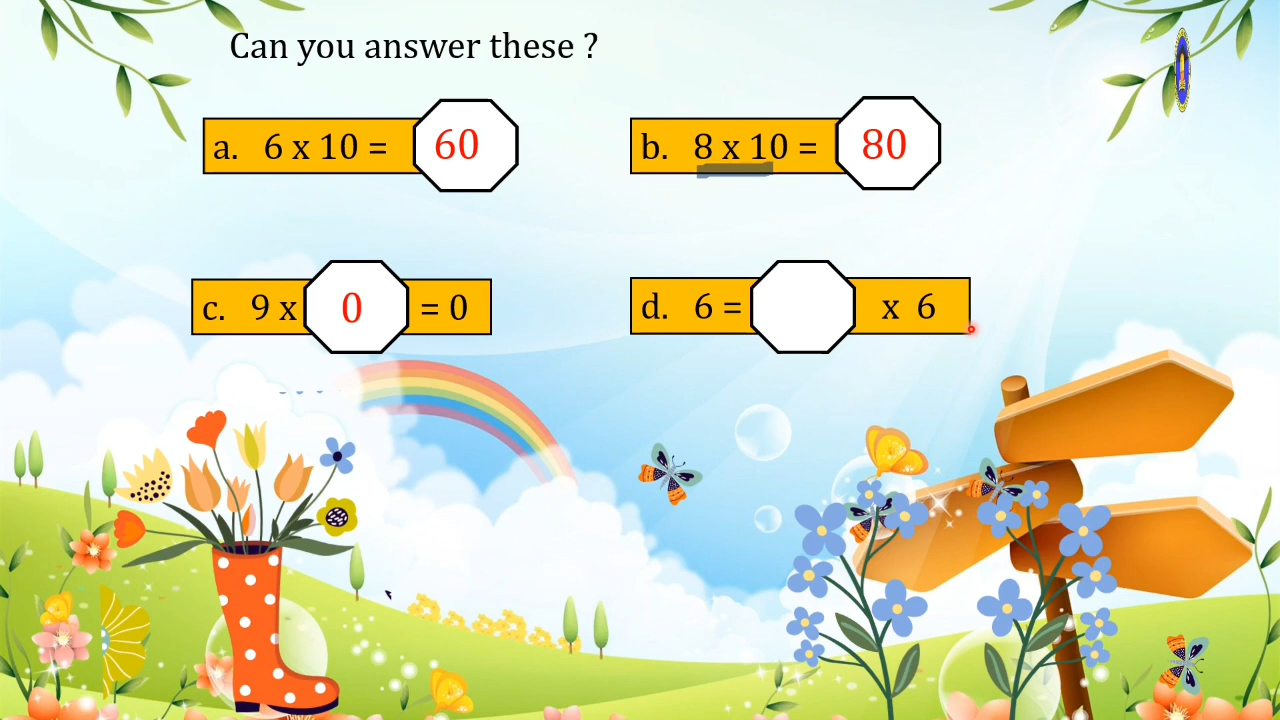 Can you answer these ?
a. 6 x 10 = 60
b. 8 x 10 = 80
c. 9 x 0 = 0
d. 6 = x 6